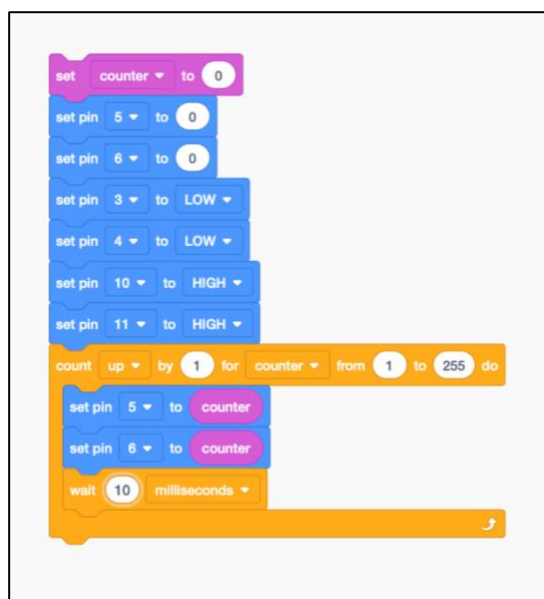 set counter to 0
set pin 5 to 0
set pin 6 to 0
set pin 3 to LOW
set pin 4 to LOW
set pin 10 to HIGH
set pin 11 to HIGH
count up by 1 for counter from 1 to 255 do
set pin 5 to counter
set pin 6 to counter
wait 10 milliseconds